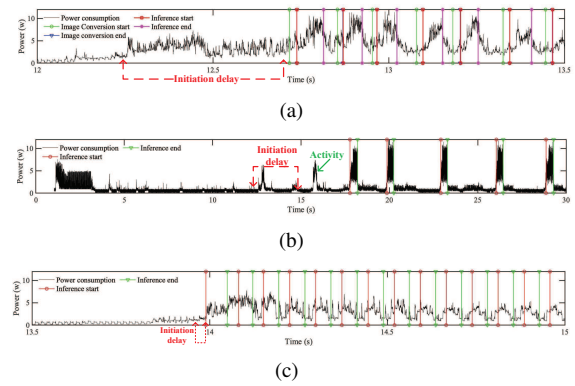 Power consumption Inference start
Image Conversion start Inference end
Image conversion end
Power (w)
10
5
0
Initiation delay
12 12.5 13 13.5
Time (s)
(a)
Power consumption Inference end
Inference start
Initiation
delay
Activity
Power (w)
10
5
0
0 5 10 15 20 25 30
Time (s)
(b)
Power consumption Inference end
Inference start
Power (w)
10
5
0
Initiation
delay
13.5 14 14.5 15
Time (s)
(c)